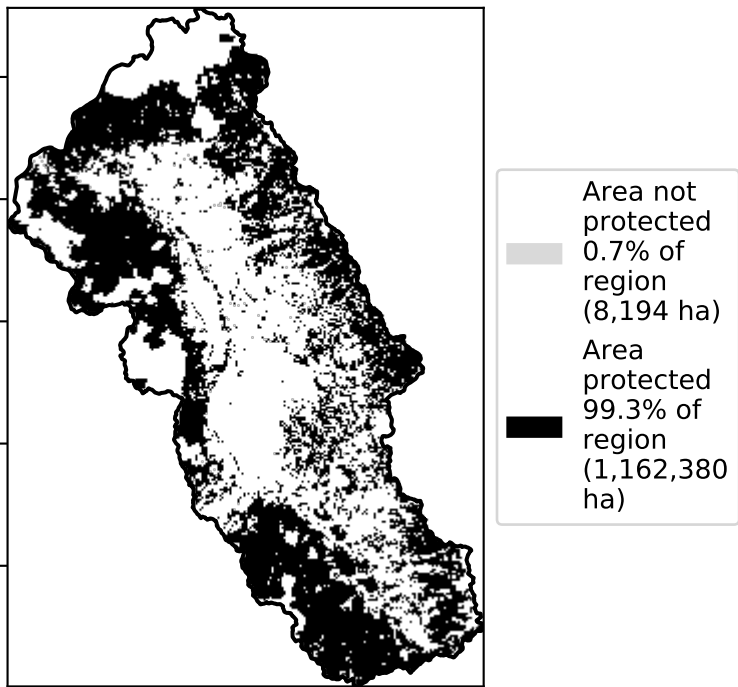 Area not
protected
0.7% of
region
(8,194 ha)
Area
protected
99.3% of
region
(1,162,380
ha)